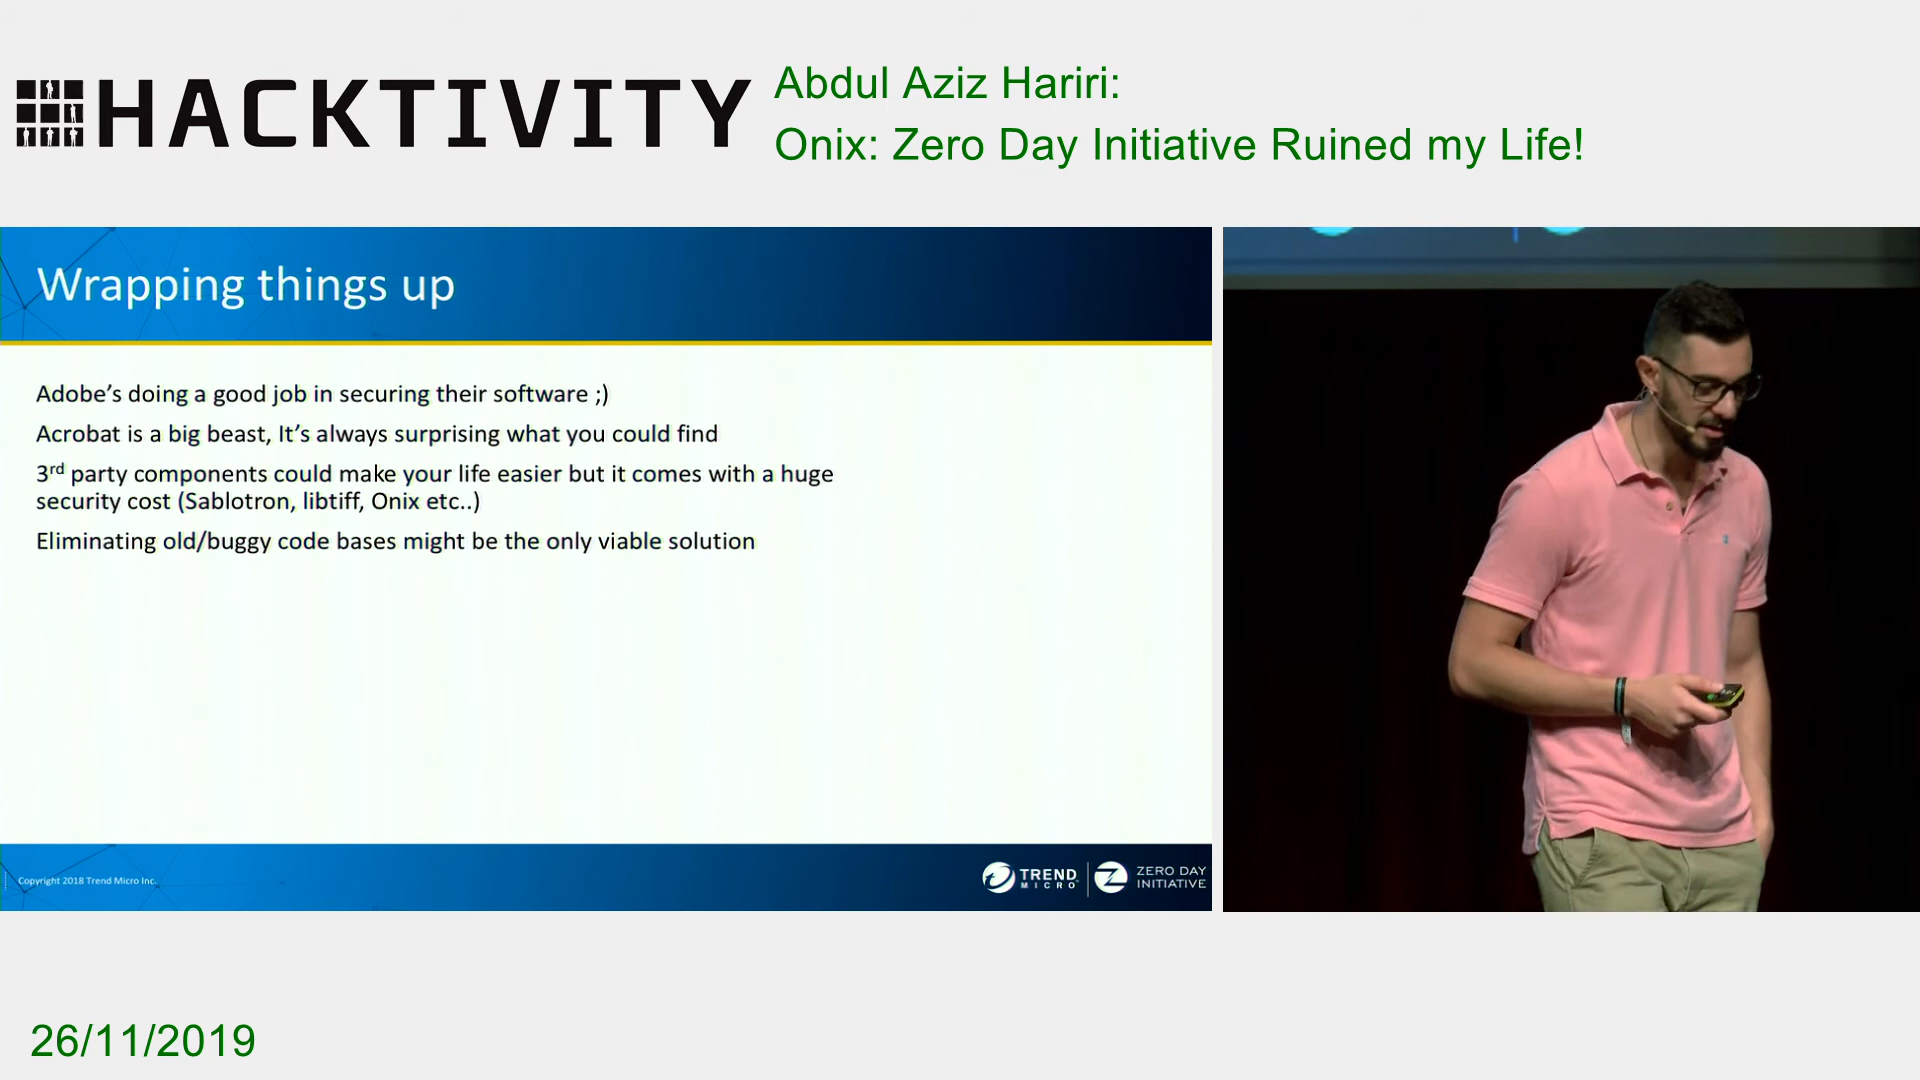 HACKTIVITY
Abdul Aziz Hariri:
Onix: Zero Day Initiative Ruined my Life!
Wrapping things up
Adobe’s doing a good job in securing their software ;)
Acrobat is a big beast, It’s always surprising what you could find
3rd party components could make your life easier but it comes with a huge
security cost (Sablotron, libtiff, Onix etc..)
Eliminating old/buggy code bases might be the only viable solution
Copyright 2018 Trend Micro Inc.
TREND
MICRO
ZERO DAY
INITIATIVE
26/11/2019